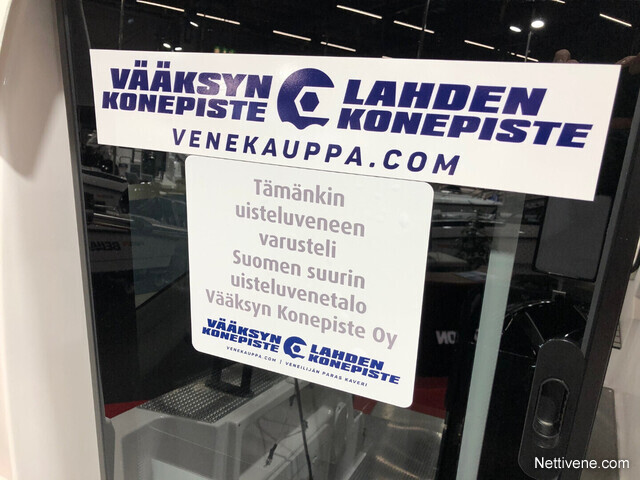 VÄÄKSYN KONEPISTE
LAHDEN KONEPISTE
VENEKAUPPA.COM
Tämänkin
uisteluveneen
varusteli
Suomen suurin
uisteluvenetalo
Vääksyn Konepiste Oy
VÄÄKSYN KONEPISTE
LAHDEN KONEPISTE
VENEKAUPPA.COM | VENEILIJÄN PARAS KAVERI
Nettivene.com